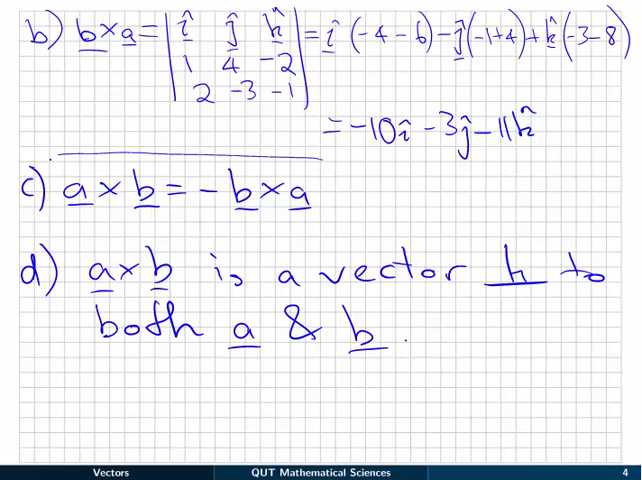 b) b × a = | î ĵ k̂ | = î (-4 - 6) - ĵ (-1+4) + k̂ (-3 - 8)
1 4 -2
2 -3 -1
= -10î - 3ĵ - 11k̂
c) a × b = - b × a
d) a × b is a vector h to
both a & b .
Vectors QUT Mathematical Sciences 4